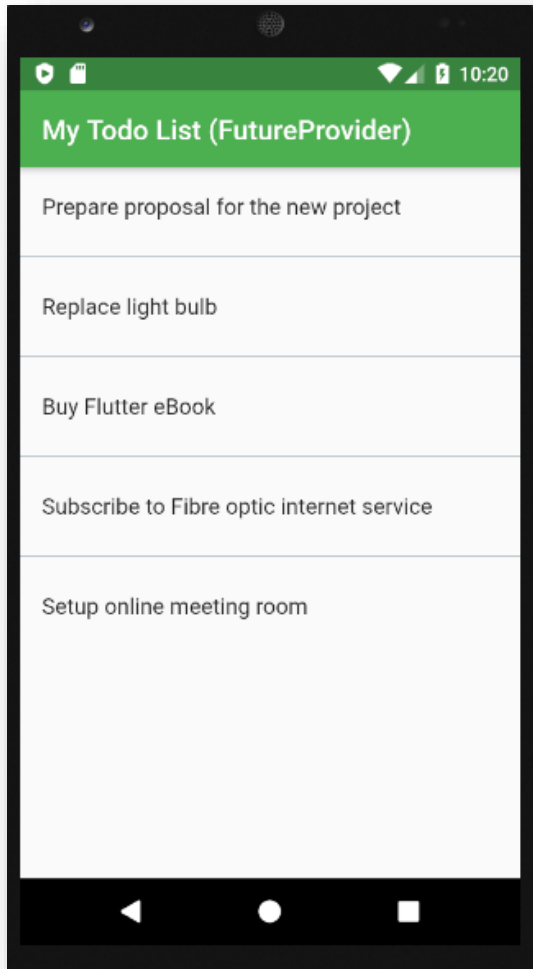 10:20
My Todo List (FutureProvider)
Prepare proposal for the new project
Replace light bulb
Buy Flutter eBook
Subscribe to Fibre optic internet service
Setup online meeting room